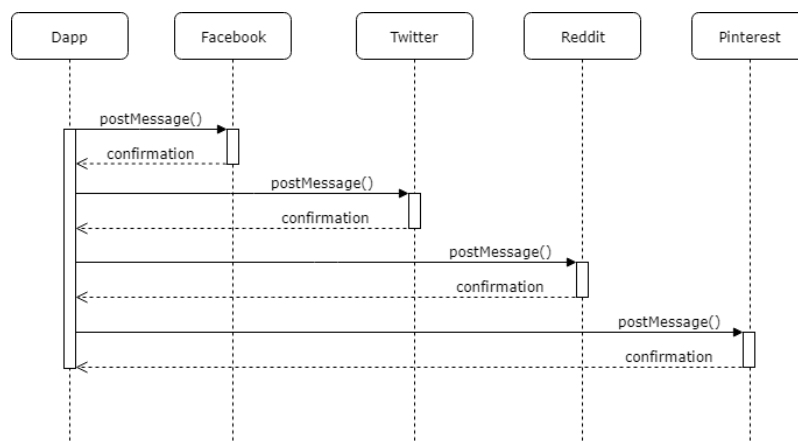 Dapp
Facebook
Twitter
Reddit
Pinterest
postMessage()
confirmation
postMessage()
confirmation
postMessage()
confirmation
postMessage()
confirmation